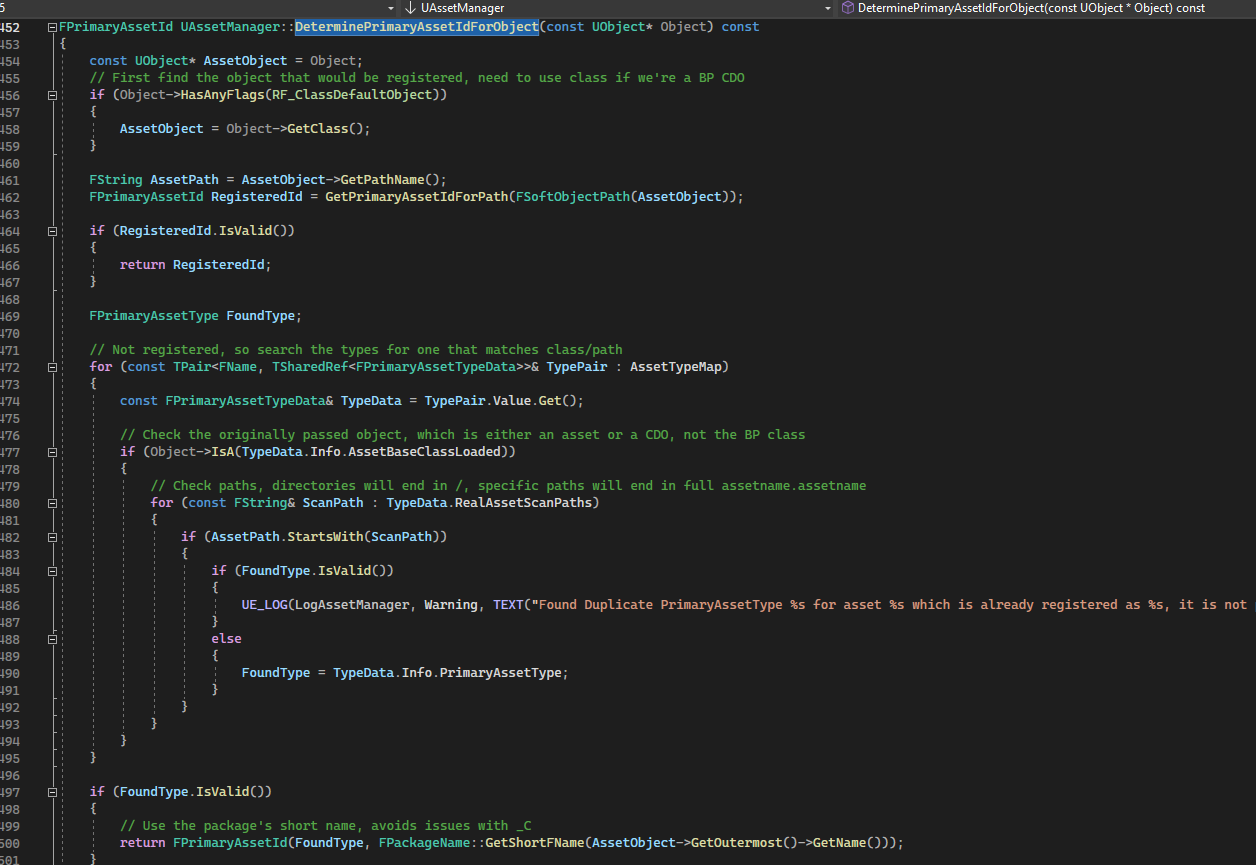 5 UAssetManager DeterminePrimaryAssetIdForObject(const UObject * Object) const
452 FPrimaryAssetId UAssetManager::DeterminePrimaryAssetIdForObject(const UObject* Object) const
453 {
454 const UObject* AssetObject = Object;
455 // First find the object that would be registered, need to use class if we're a BP CDO
456 if (Object->HasAnyFlags(RF_ClassDefaultObject))
457 {
458 AssetObject = Object->GetClass();
459 }
460
461 FString AssetPath = AssetObject->GetPathName();
462 FPrimaryAssetId RegisteredId = GetPrimaryAssetIdForPath(FSoftObjectPath(AssetObject));
463
464 if (RegisteredId.IsValid())
465 {
466 return RegisteredId;
467 }
468
469 FPrimaryAssetType FoundType;
470
471 // Not registered, so search the types for one that matches class/path
472 for (const TPair<FName, TSharedRef<FPrimaryAssetTypeData>>& TypePair : AssetTypeMap)
473 {
474 const FPrimaryAssetTypeData& TypeData = TypePair.Value.Get();
475
476 // Check the originally passed object, which is either an asset or a CDO, not the BP class
477 if (Object->IsA(TypeData.Info.AssetBaseClassLoaded))
478 {
479 // Check paths, directories will end in /, specific paths will end in full assetname.assetname
480 for (const FString& ScanPath : TypeData.RealAssetScanPaths)
481 {
482 if (AssetPath.StartsWith(ScanPath))
483 {
484 if (FoundType.IsValid())
485 {
486 UE_LOG(LogAssetManager, Warning, TEXT("Found Duplicate PrimaryAssetType %s for asset %s which is already registered as %s, it is not
487 }
488 else
489 {
490 FoundType = TypeData.Info.PrimaryAssetType;
491 }
492 }
493 }
494 }
495 }
496
497 if (FoundType.IsValid())
498 {
499 // Use the package's short name, avoids issues with _C
500 return FPrimaryAssetId(FoundType, FPackageName::GetShortFName(AssetObject->GetOutermost()->GetName()));
501 }